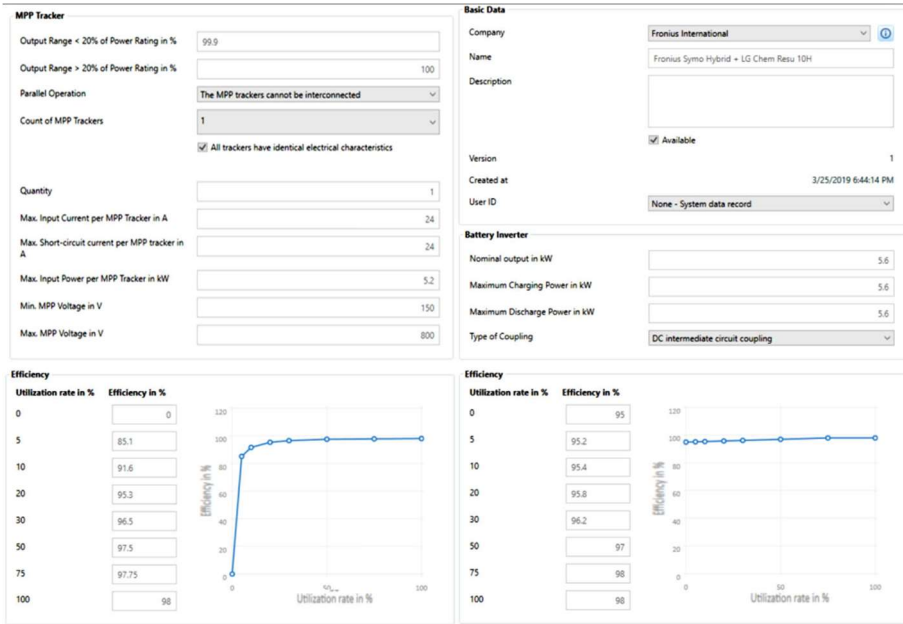 MPP Tracker
Output Range < 20% of Power Rating in % 99.9
Output Range > 20% of Power Rating in % 100
Parallel Operation The MPP trackers cannot be interconnected
Count of MPP Trackers 1
All trackers have identical electrical characteristics
Quantity 1
Max. Input Current per MPP Tracker in A 24
Max. Short-circuit current per MPP tracker in
A 24
Max. Input Power per MPP Tracker in kW 5.2
Min. MPP Voltage in V 150
Max. MPP Voltage in V 800
Basic Data
Company Fronius International
Name Fronius Symo Hybrid + LG Chem Resu 10H
Description
Available
Version 1
Created at 3/25/2019 6:44:14 PM
User ID None - System data record
Battery Inverter
Nominal output in kW 5.6
Maximum Charging Power in kW 5.6
Maximum Discharge Power in kW 5.6
Type of Coupling DC intermediate circuit coupling
Efficiency
Utilization rate in % Efficiency in %
0 0
5 85.1
10 91.6
20 95.3
30 96.5
50 97.5
75 97.75
100 98
Efficiency in %
120
100
80
60
40
20
0
0 50 100
Utilization rate in %
Efficiency
Utilization rate in % Efficiency in %
0 95
5 95.2
10 95.4
20 95.8
30 96.2
50 97
75 98
100 98
Efficiency in %
120
100
80
60
40
20
0
0 50 100
Utilization rate in %